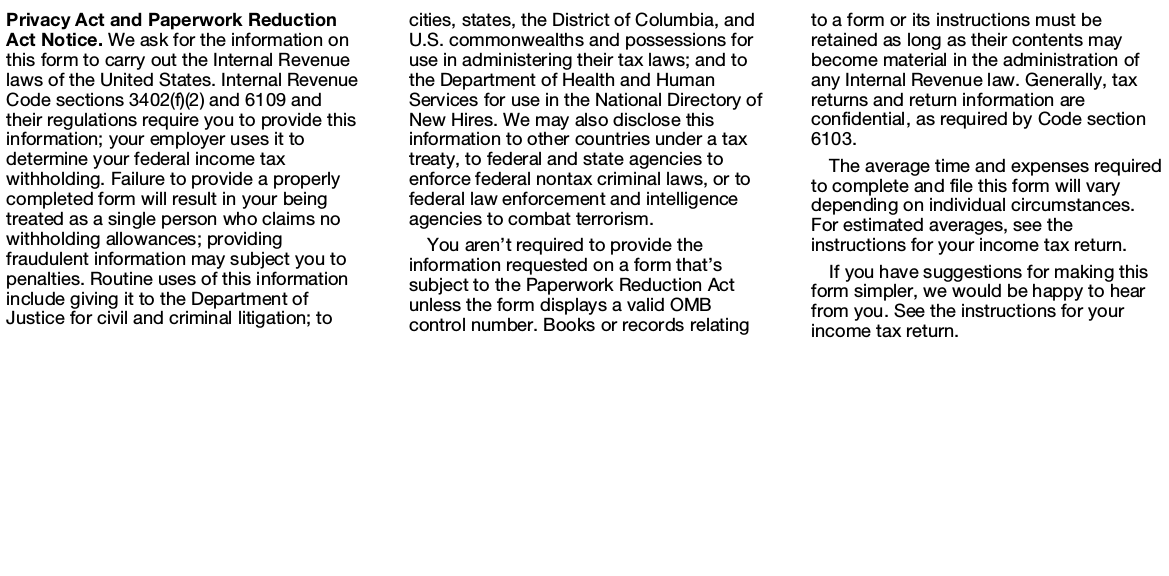 Privacy Act and Paperwork Reduction
Act Notice. We ask for the information on
this form to carry out the Internal Revenue
laws of the United States. Internal Revenue
Code sections 3402(f)(2) and 6109 and
their regulations require you to provide this
information; your employer uses it to
determine your federal income tax
withholding. Failure to provide a properly
completed form will result in your being
treated as a single person who claims no
withholding allowances; providing
fraudulent information may subject you to
penalties. Routine uses of this information
include giving it to the Department of
Justice for civil and criminal litigation; to
cities, states, the District of Columbia, and
U.S. commonwealths and possessions for
use in administering their tax laws; and to
the Department of Health and Human
Services for use in the National Directory of
New Hires. We may also disclose this
information to other countries under a tax
treaty, to federal and state agencies to
enforce federal nontax criminal laws, or to
federal law enforcement and intelligence
agencies to combat terrorism.
You aren’t required to provide the
information requested on a form that’s
subject to the Paperwork Reduction Act
unless the form displays a valid OMB
control number. Books or records relating
to a form or its instructions must be
retained as long as their contents may
become material in the administration of
any Internal Revenue law. Generally, tax
returns and return information are
confidential, as required by Code section
6103.
The average time and expenses required
to complete and file this form will vary
depending on individual circumstances.
For estimated averages, see the
instructions for your income tax return.
If you have suggestions for making this
form simpler, we would be happy to hear
from you. See the instructions for your
income tax return.